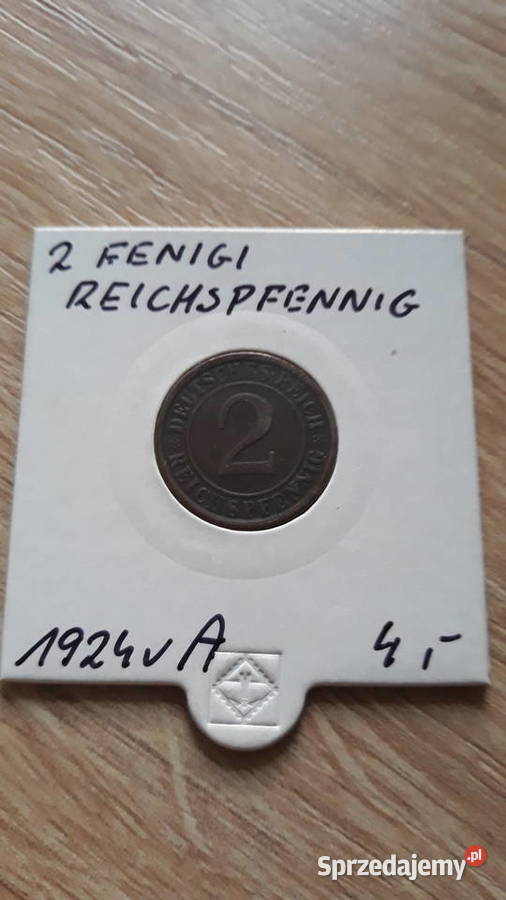 2 FENIGI
REICHSPFENNIG
DEUTSCHES REICH
2
REICHSPFENNIG
1924 v A 4,-
Sprzedajemy.pl